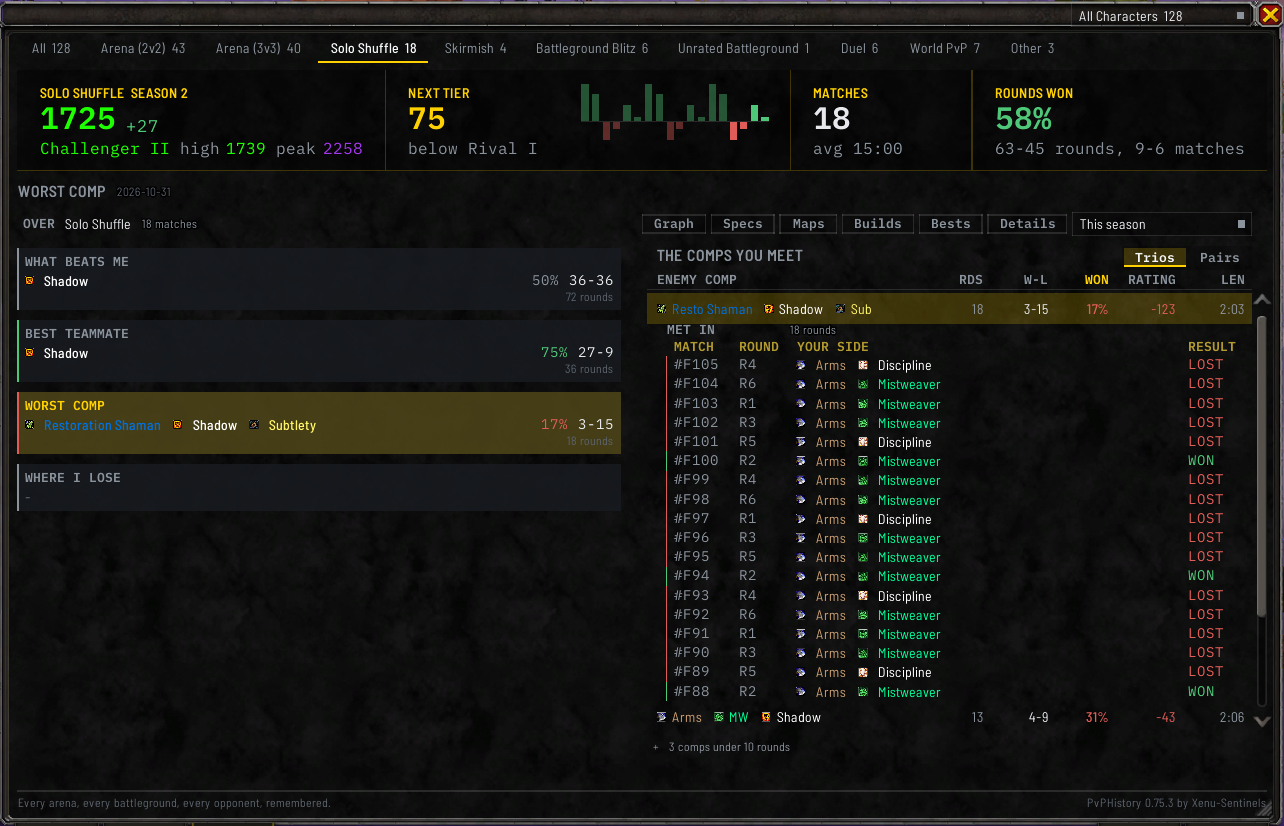 All Characters 128
All 128 Arena (2v2) 43 Arena (3v3) 40 Solo Shuffle 18 Skirmish 4 Battleground Blitz 6 Unrated Battleground 1 Duel 6 World PvP 7 Other 3
SOLO SHUFFLE SEASON 2
1725 +27
Challenger II high 1739 peak 2258
NEXT TIER
75
below Rival I
MATCHES
18
avg 15:00
ROUNDS WON
58%
63-45 rounds, 9-6 matches
WORST COMP 2026-10-31
OVER Solo Shuffle 18 matches
WHAT BEATS ME
Shadow 50% 36-36
72 rounds
BEST TEAMMATE
Shadow 75% 27-9
36 rounds
WORST COMP
Restoration Shaman Shadow Subtlety 17% 3-15
18 rounds
WHERE I LOSE
-
Graph Specs Maps Builds Bests Details This season
THE COMPS YOU MEET Trios Pairs
ENEMY COMP RDS W-L WON RATING LEN
Resto Shaman Shadow Sub 18 3-15 17% -123 2:03
MET IN 18 rounds
MATCH ROUND YOUR SIDE RESULT
#F105 R4 Arms Discipline LOST
#F104 R6 Arms Mistweaver LOST
#F103 R1 Arms Mistweaver LOST
#F102 R3 Arms Mistweaver LOST
#F101 R5 Arms Discipline LOST
#F100 R2 Arms Mistweaver WON
#F99 R4 Arms Mistweaver LOST
#F98 R6 Arms Mistweaver LOST
#F97 R1 Arms Discipline LOST
#F96 R3 Arms Mistweaver LOST
#F95 R5 Arms Mistweaver LOST
#F94 R2 Arms Mistweaver WON
#F93 R4 Arms Discipline LOST
#F92 R6 Arms Mistweaver LOST
#F91 R1 Arms Mistweaver LOST
#F90 R3 Arms Mistweaver LOST
#F89 R5 Arms Discipline LOST
#F88 R2 Arms Mistweaver WON
Arms MW Shadow 13 4-9 31% -43 2:06
+ 3 comps under 10 rounds
Every arena, every battleground, every opponent, remembered.
PvPHistory 0.75.3 by Xenu-Sentinels